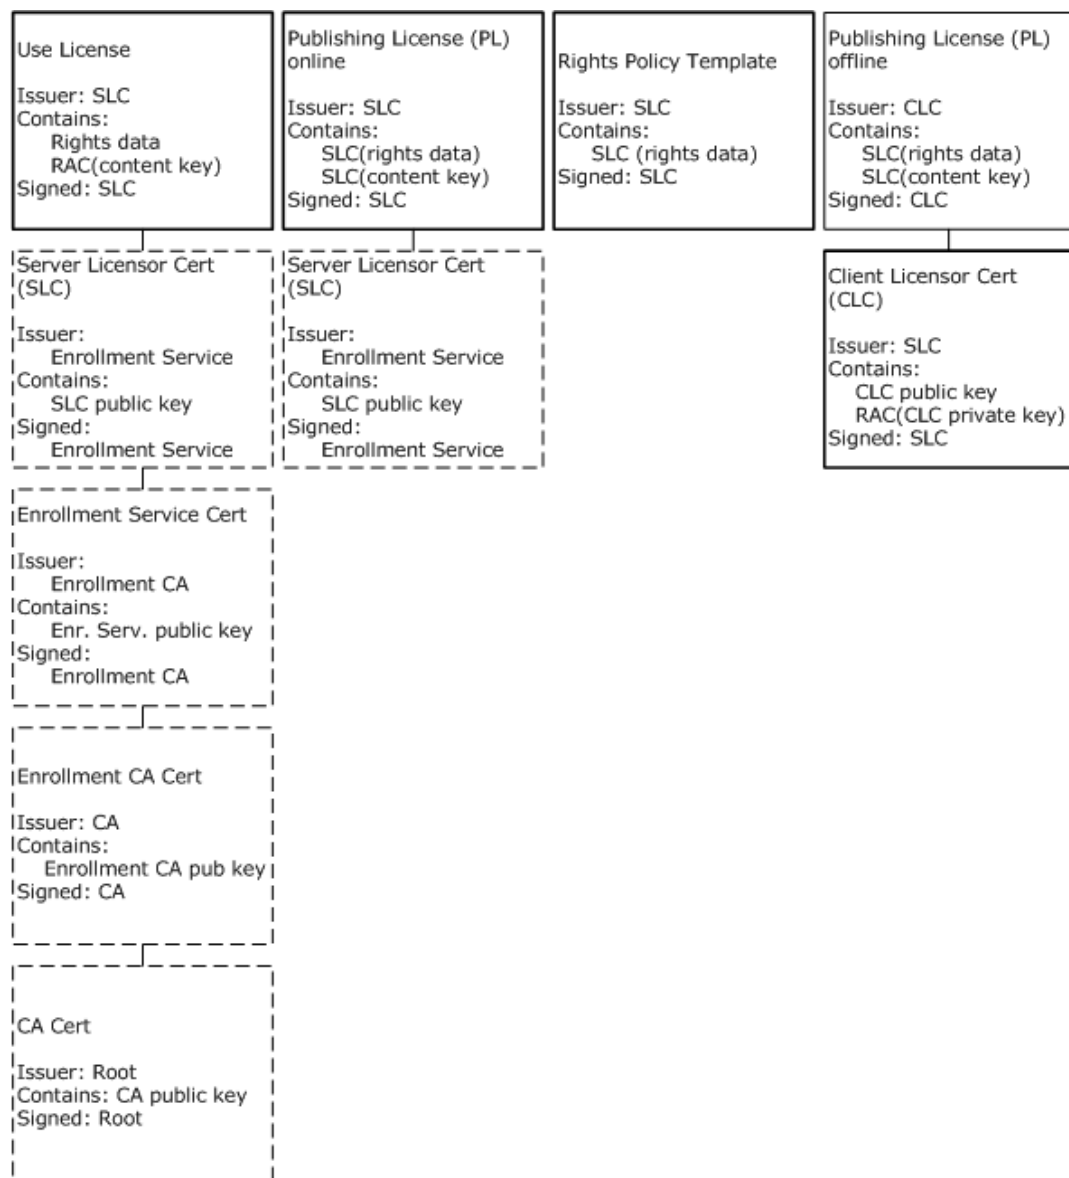 Use License
Issuer: SLC
Contains:
Rights data
RAC(content key)
Signed: SLC
Publishing License (PL)
online
Issuer: SLC
Contains:
SLC(rights data)
SLC(content key)
Signed: SLC
Rights Policy Template
Issuer: SLC
Contains:
SLC (rights data)
Signed: SLC
Publishing License (PL)
offline
Issuer: CLC
Contains:
SLC(rights data)
SLC(content key)
Signed: CLC
Server Licensor Cert
(SLC)
Issuer:
Enrollment Service
Contains:
SLC public key
Signed:
Enrollment Service
Server Licensor Cert
(SLC)
Issuer:
Enrollment Service
Contains:
SLC public key
Signed:
Enrollment Service
Client Licensor Cert
(CLC)
Issuer: SLC
Contains:
CLC public key
RAC(CLC private key)
Signed: SLC
Enrollment Service Cert
Issuer:
Enrollment CA
Contains:
Enr. Serv. public key
Signed:
Enrollment CA
Enrollment CA Cert
Issuer: CA
Contains:
Enrollment CA pub key
Signed: CA
CA Cert
Issuer: Root
Contains: CA public key
Signed: Root